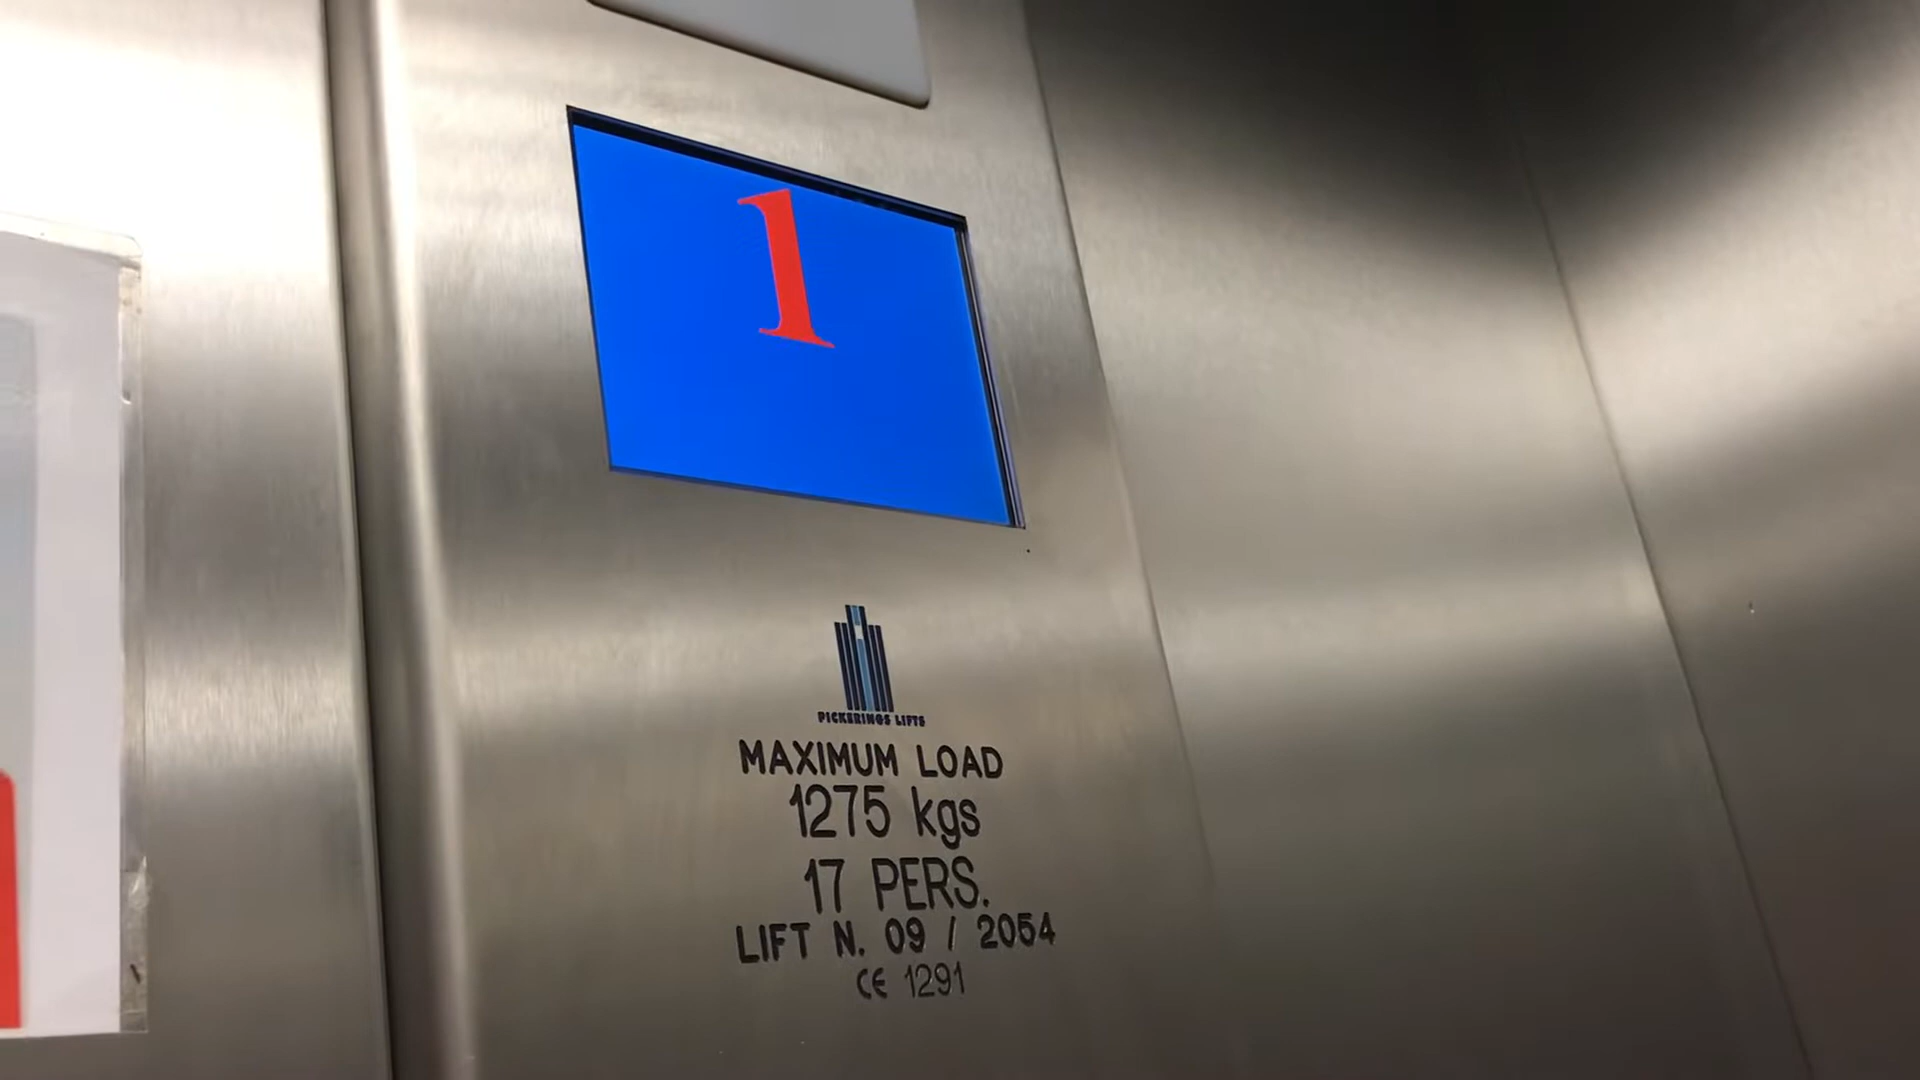 1
PICKERINGS LIFTS
MAXIMUM LOAD
1275 kgs
17 PERS.
LIFT N. 09 / 2054
CE 1291